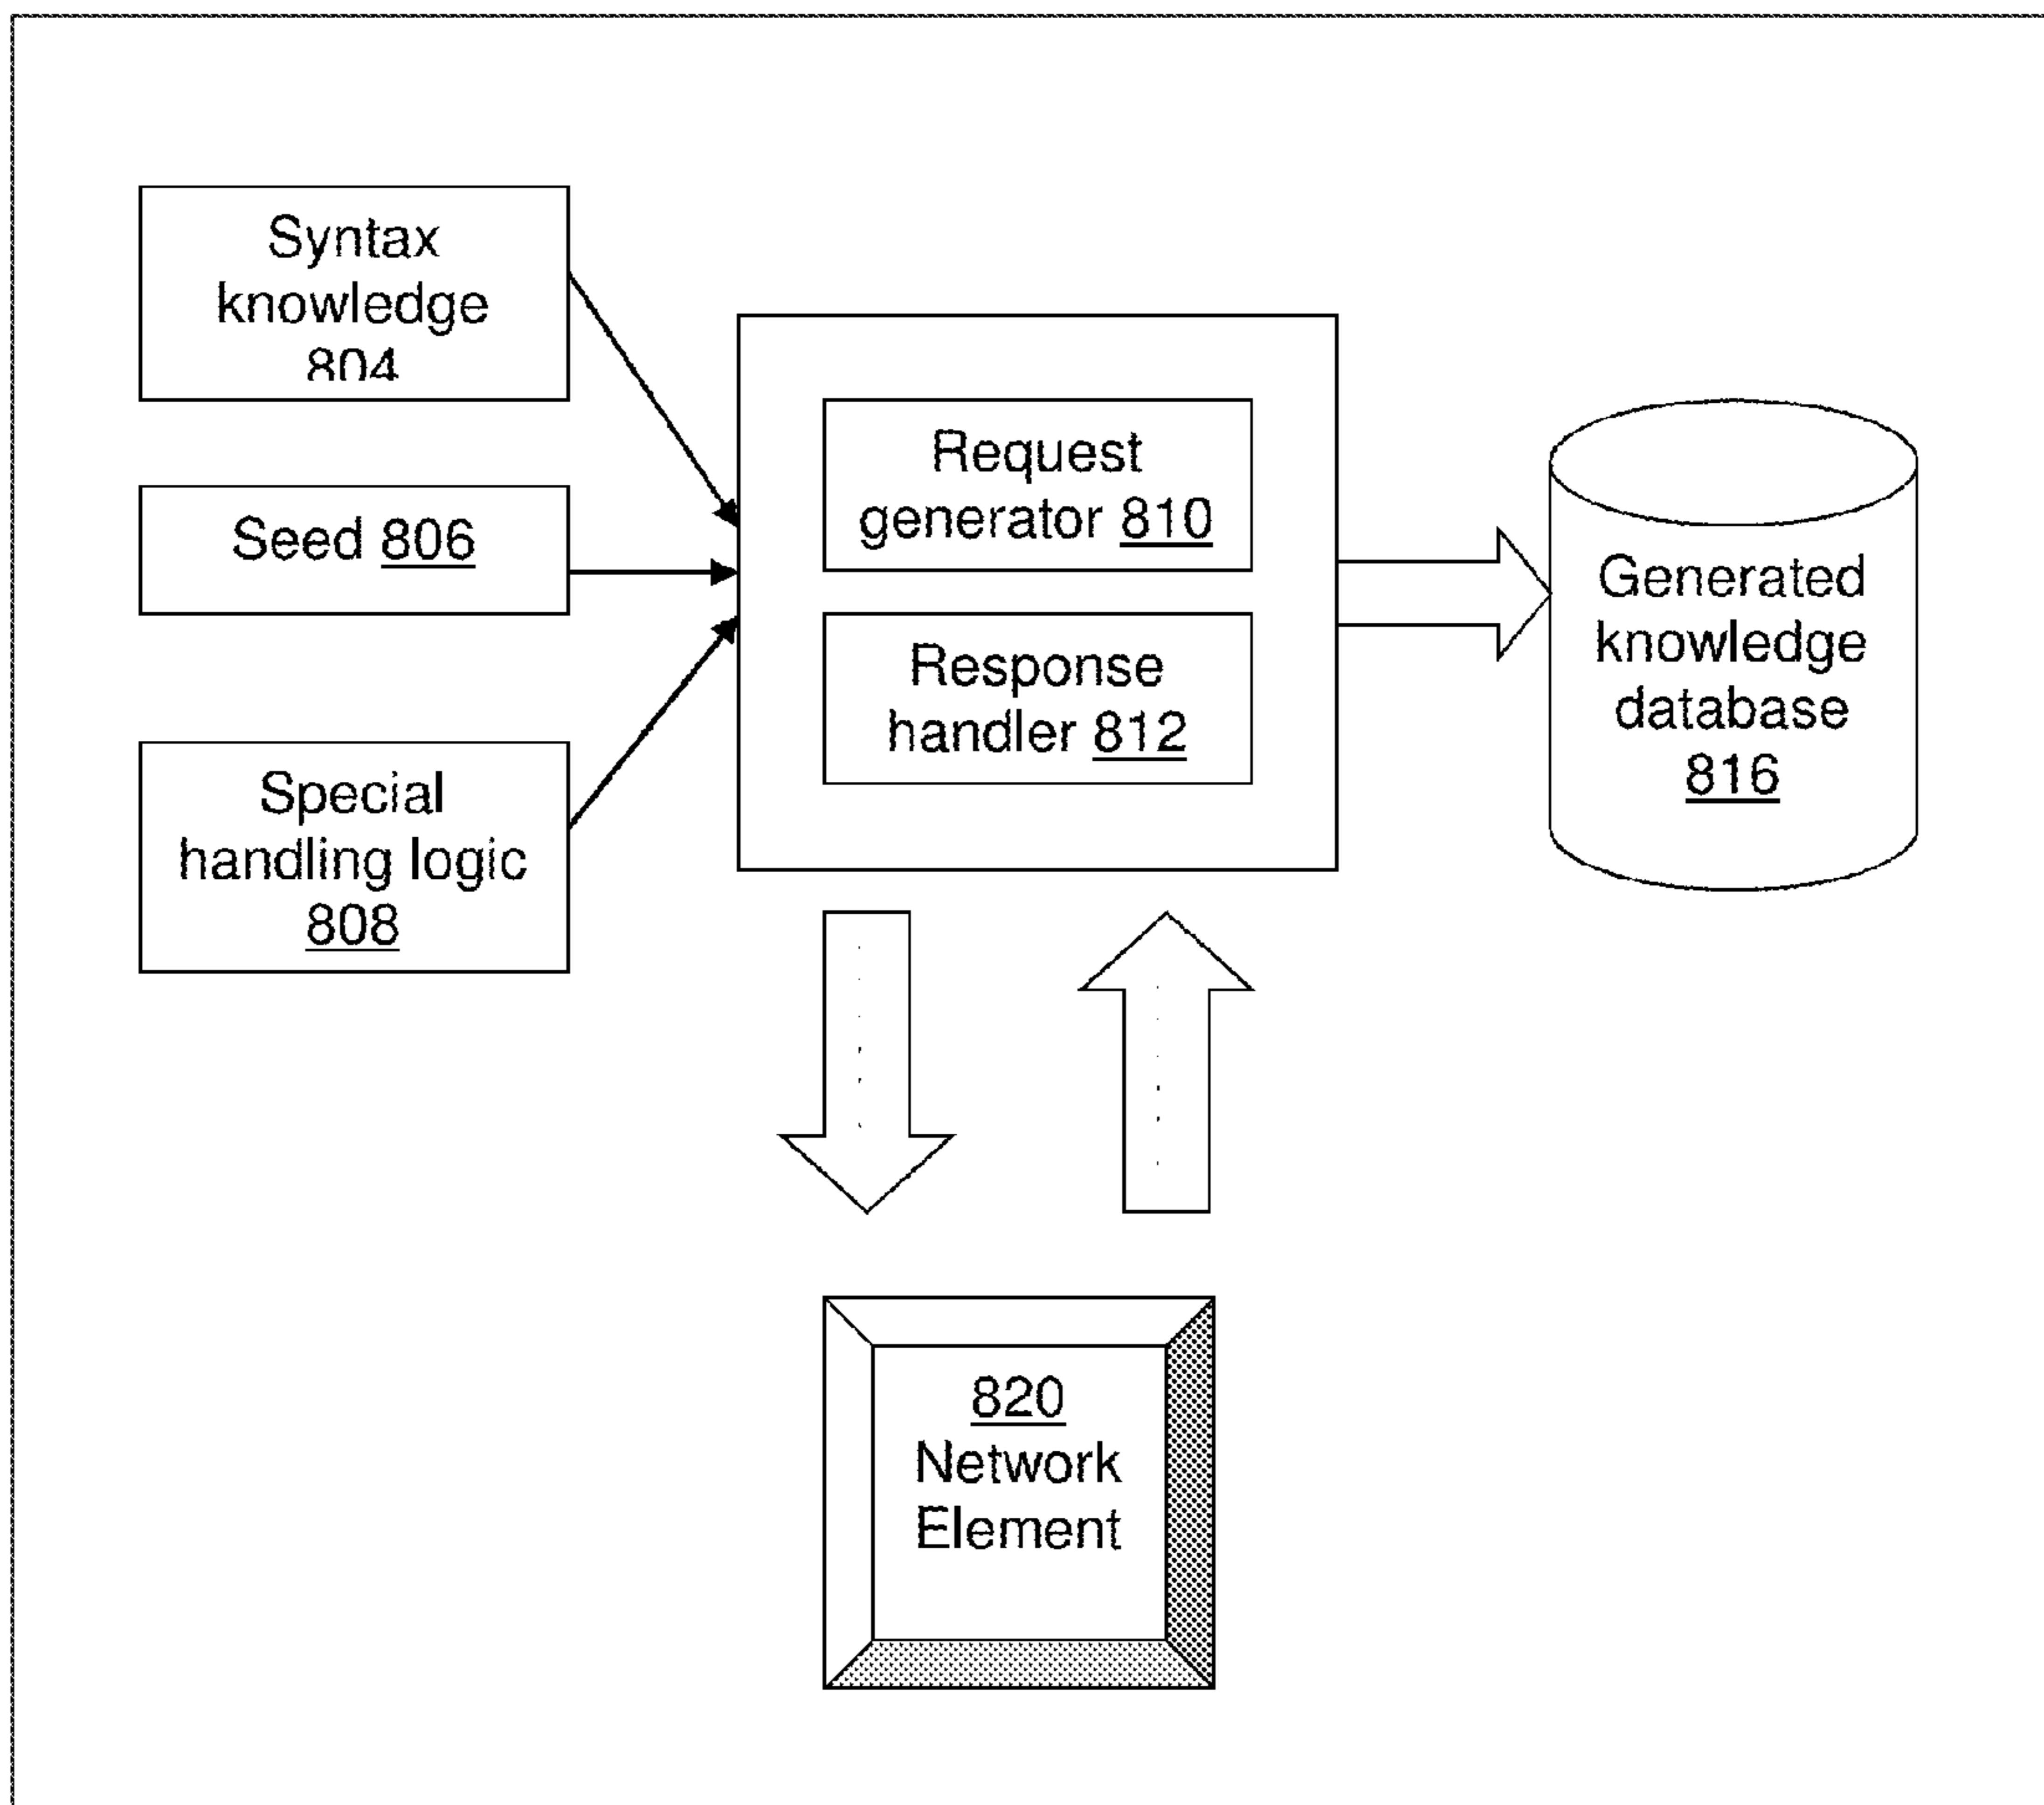 Syntax
knowledge
804
Seed 806
Special
handling logic
808
Request
generator 810
Response
handler 812
Generated
knowledge
database
816
820
Network
Element